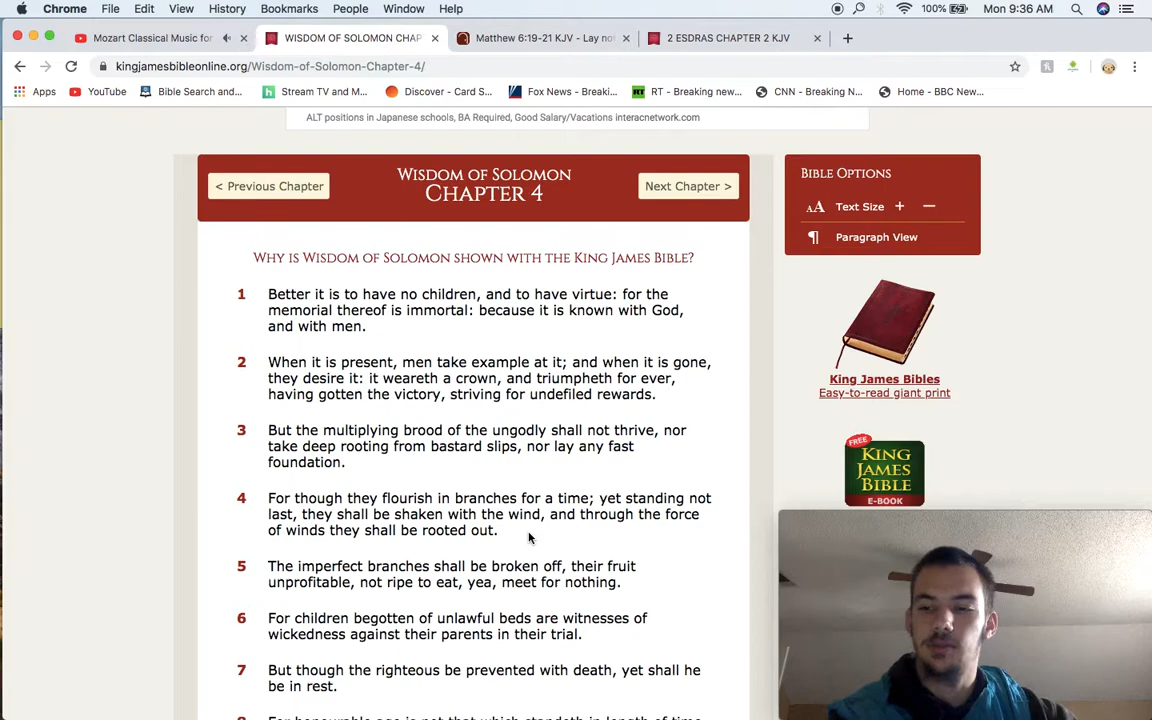 Chrome File Edit View History Bookmarks People Window Help 100% Mon 9:36 AM
Mozart Classical Music for WISDOM OF SOLOMON CHAP Matthew 6:19-21 KJV - Lay no 2 ESDRAS CHAPTER 2 KJV
kingjamesbibleonline.org/Wisdom-of-Solomon-Chapter-4/
Apps YouTube Bible Search and... Stream TV and M... Discover - Card S... Fox News - Breaki... RT - Breaking new... CNN - Breaking N... Home - BBC New...
ALT positions in Japanese schools, BA Required, Good Salary/Vacations interacnetwork.com
< Previous Chapter
Wisdom of Solomon
Chapter 4
Next Chapter >
Why is Wisdom of Solomon shown with the King James Bible?
1 Better it is to have no children, and to have virtue: for the
memorial thereof is immortal: because it is known with God,
and with men.
2 When it is present, men take example at it; and when it is gone,
they desire it: it weareth a crown, and triumpheth for ever,
having gotten the victory, striving for undefiled rewards.
3 But the multiplying brood of the ungodly shall not thrive, nor
take deep rooting from bastard slips, nor lay any fast
foundation.
4 For though they flourish in branches for a time; yet standing not
last, they shall be shaken with the wind, and through the force
of winds they shall be rooted out.
5 The imperfect branches shall be broken off, their fruit
unprofitable, not ripe to eat, yea, meet for nothing.
6 For children begotten of unlawful beds are witnesses of
wickedness against their parents in their trial.
7 But though the righteous be prevented with death, yet shall he
be in rest.
8 For honourable age is not that which standeth in length of time
Bible Options
AA Text Size + −
¶ Paragraph View
King James Bibles
Easy-to-read giant print
FREE
KING
JAMES
BIBLE
E-BOOK